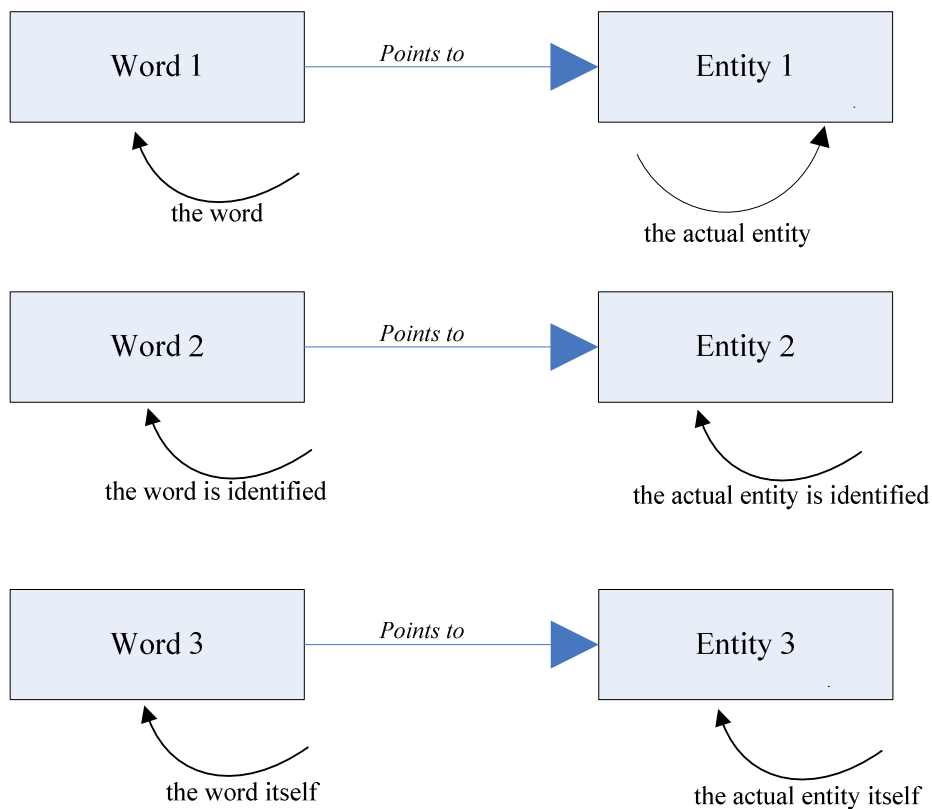 Word 1
Points to
Entity 1
the word
the actual entity
Word 2
Points to
Entity 2
the word is identified
the actual entity is identified
Word 3
Points to
Entity 3
the word itself
the actual entity itself